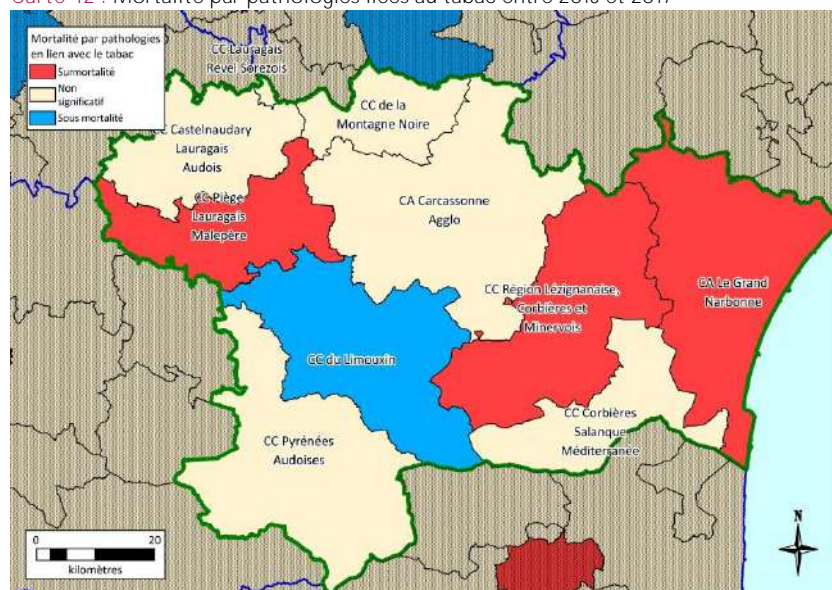 Carte 12 : Mortalité par pathologies liées au tabac entre 2013 et 2017
Mortalité par pathologies
en lien avec le tabac
Surmortalité
Non
significatif
Sous mortalité
CC Lauragais
Revel Sorezois
CC de la
Montagne Noire
CC Castelnaudary
Lauragais
Audois
CC Piège
Lauragais
Malepère
CA Carcassonne
Agglo
CC Région Lézignanaise,
Corbières et
Minervois
CA Le Grand
Narbonne
CC du Limouxin
CC Corbières
Salanque
Méditerranée
CC Pyrénées
Audoises
0 20
kilomètres
N